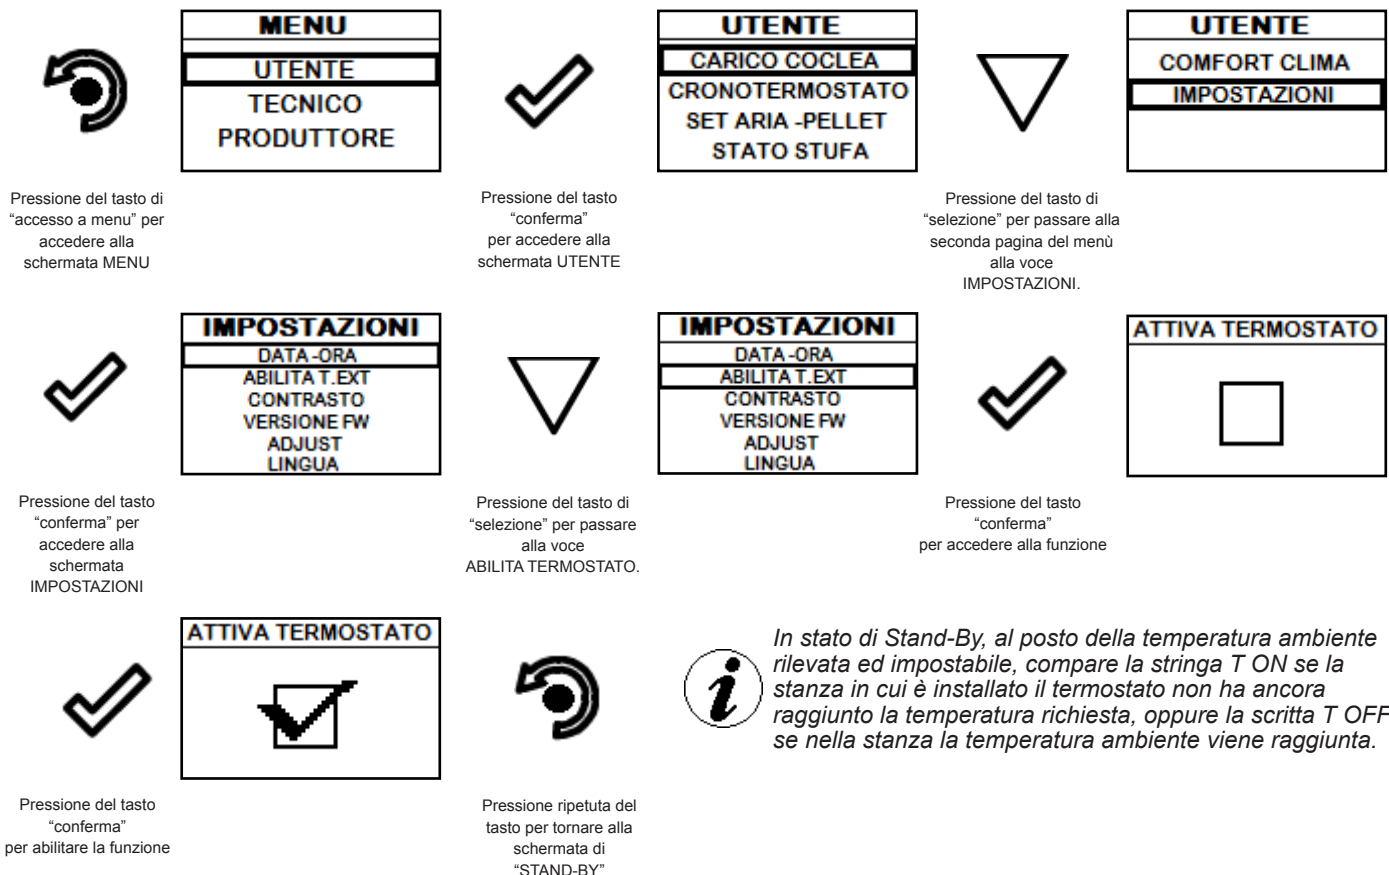 MENU
UTENTE
TECNICO
PRODUTTORE
Pressione del tasto di
“accesso a menu” per
accedere alla
schermata MENU
UTENTE
CARICO COCLEA
CRONOTERMOSTATO
SET ARIA -PELLET
STATO STUFA
Pressione del tasto
“conferma”
per accedere alla
schermata UTENTE
UTENTE
COMFORT CLIMA
IMPOSTAZIONI
Pressione del tasto di
“selezione” per passare alla
seconda pagina del menù
alla voce
IMPOSTAZIONI.
IMPOSTAZIONI
DATA -ORA
ABILITA T.EXT
CONTRASTO
VERSIONE FW
ADJUST
LINGUA
Pressione del tasto
“conferma” per
accedere alla
schermata
IMPOSTAZIONI
IMPOSTAZIONI
DATA -ORA
ABILITA T.EXT
CONTRASTO
VERSIONE FW
ADJUST
LINGUA
Pressione del tasto di
“selezione” per passare
alla voce
ABILITA TERMOSTATO.
ATTIVA TERMOSTATO
Pressione del tasto
“conferma”
per accedere alla funzione
ATTIVA TERMOSTATO
Pressione del tasto
“conferma”
per abilitare la funzione
Pressione ripetuta del
tasto per tornare alla
schermata di
“STAND-BY”
In stato di Stand-By, al posto della temperatura ambiente
rilevata ed impostabile, compare la stringa T ON se la
stanza in cui è installato il termostato non ha ancora
raggiunto la temperatura richiesta, oppure la scritta T OFF
se nella stanza la temperatura ambiente viene raggiunta.